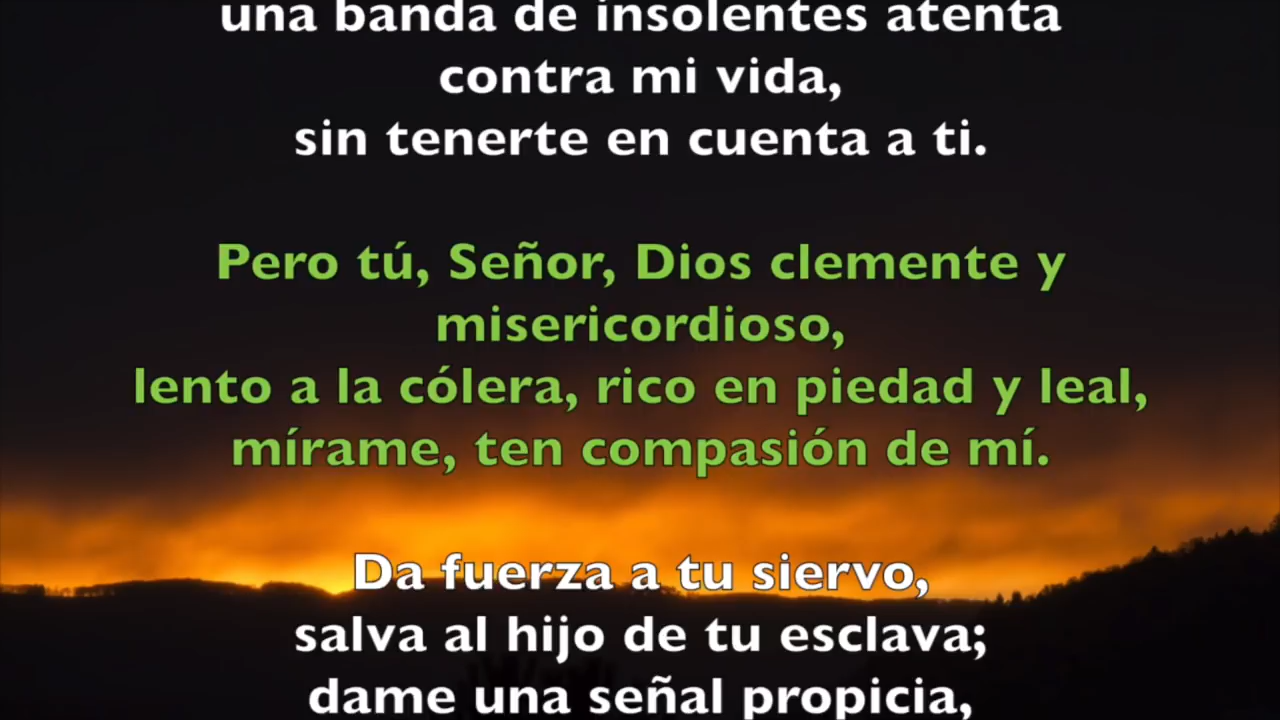 una banda de insolentes atenta
contra mi vida,
sin tenerte en cuenta a ti.
Pero tú, Señor, Dios clemente y
misericordioso,
lento a la cólera, rico en piedad y leal,
mírame, ten compasión de mí.
Da fuerza a tu siervo,
salva al hijo de tu esclava;
dame una señal propicia,